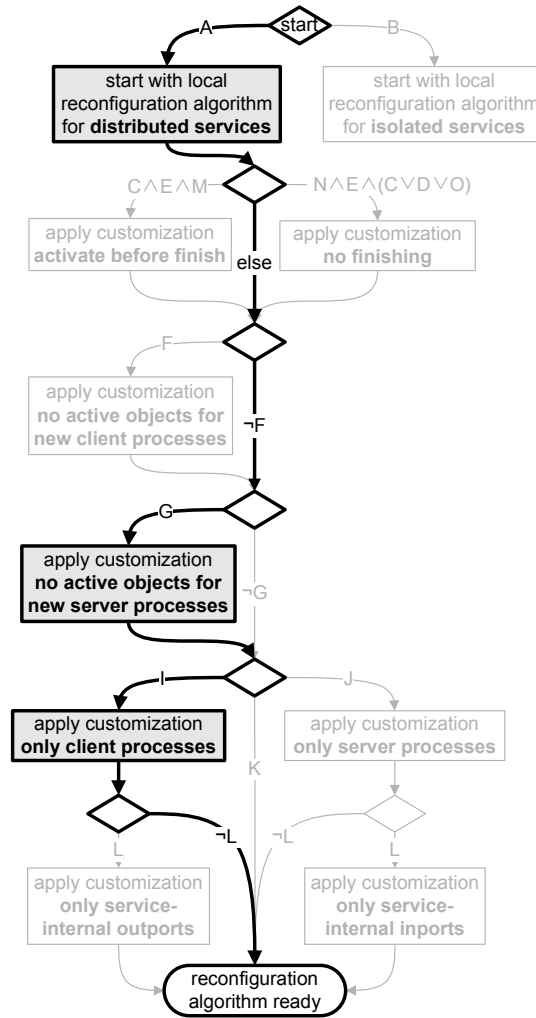 A
start
B
start with local
reconfiguration algorithm
for distributed services
start with local
reconfiguration algorithm
for isolated services
C∧E∧M
N∧E∧(C∨D∨O)
apply customization
activate before finish
apply customization
no finishing
else
F
apply customization
no active objects for
new client processes
¬F
G
apply customization
no active objects for
new server processes
¬G
I
J
apply customization
only client processes
K
apply customization
only server processes
¬L
¬L
L
L
apply customization
only service-
internal outports
apply customization
only service-
internal inports
reconfiguration
algorithm ready